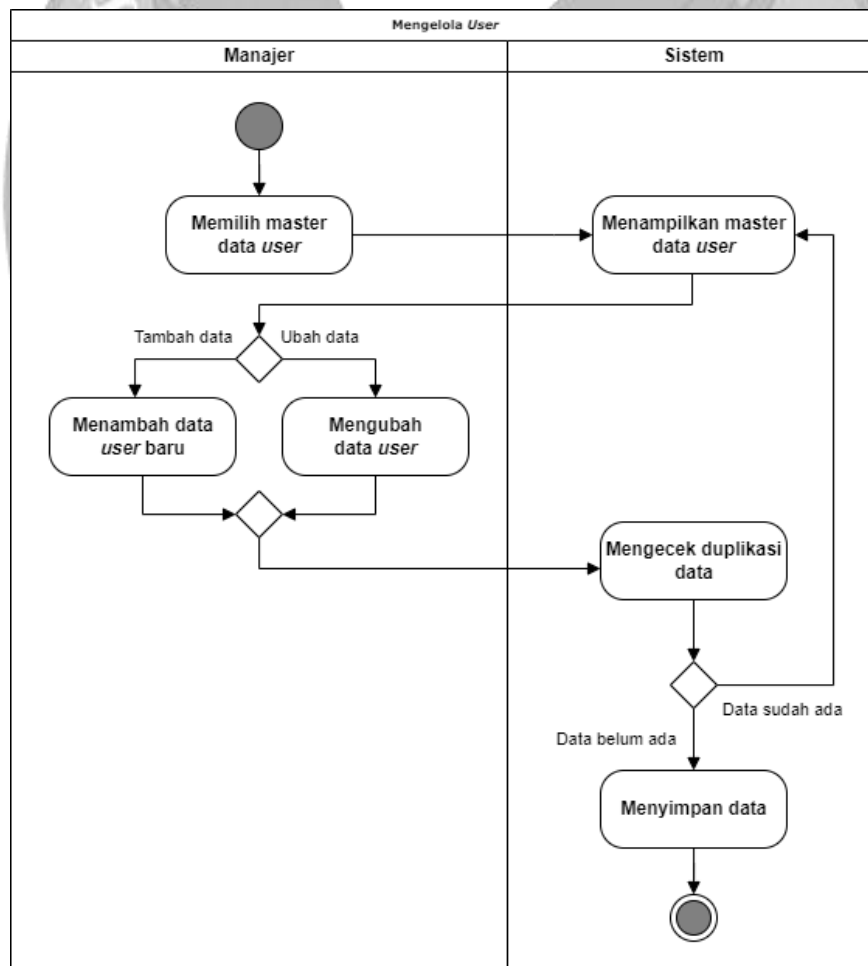 Mengelola User
Manajer
Sistem
Memilih master
data user
Menampilkan master
data user
Tambah data
Ubah data
Menambah data
user baru
Mengubah
data user
Mengecek duplikasi
data
Data sudah ada
Data belum ada
Menyimpan data